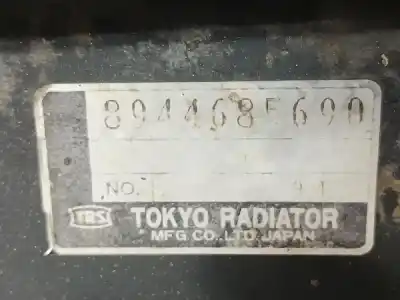 8944685690
NO.
TRS TOKYO RADIATOR
MFG. CO., LTD. JAPAN